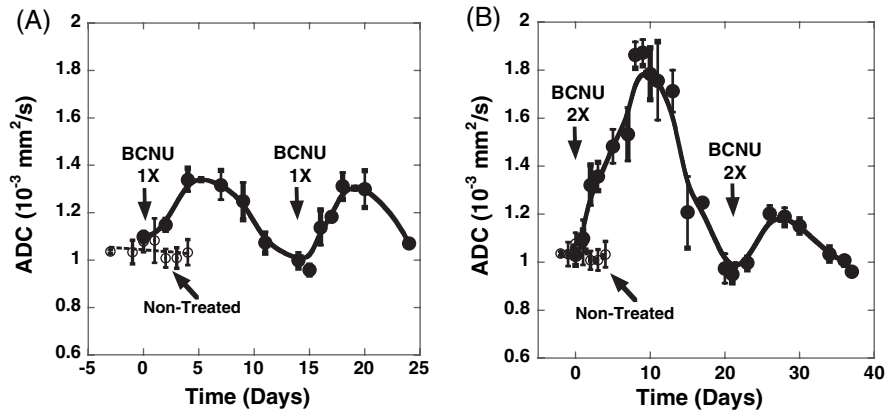 (A)
2
1.8
1.6
1.4
1.2
1
0.8
0.6
ADC (10⁻³ mm²/s)
BCNU
1X
BCNU
1X
Non-Treated
-5 0 5 10 15 20 25
Time (Days)
(B)
2
1.8
1.6
1.4
1.2
1
0.8
0.6
ADC (10⁻³ mm²/s)
BCNU
2X
BCNU
2X
Non-Treated
0 10 20 30 40
Time (Days)